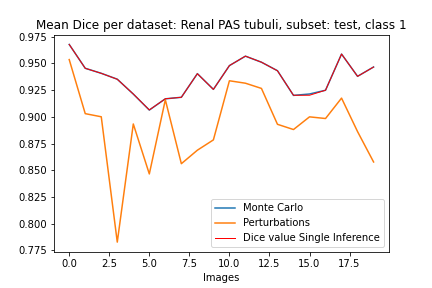 Mean Dice per dataset: Renal PAS tubuli, subset: test, class 1
0.975
0.950
0.925
0.900
0.875
0.850
0.825
0.800
0.775
Monte Carlo
Perturbations
Dice value Single Inference
0.0 2.5 5.0 7.5 10.0 12.5 15.0 17.5
Images